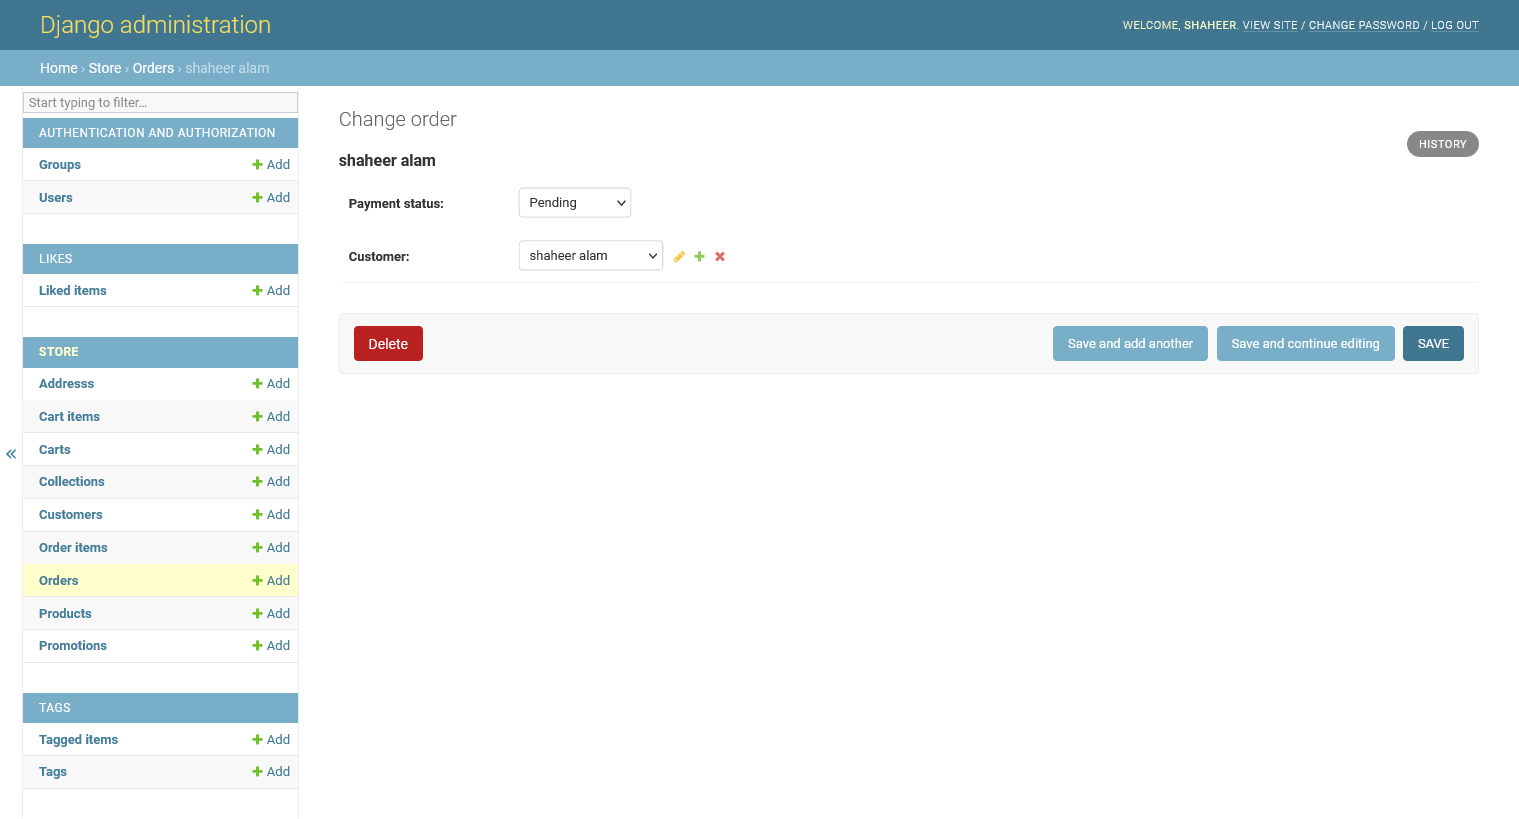 Django administration
WELCOME, SHAHEER. VIEW SITE / CHANGE PASSWORD / LOG OUT
Home › Store › Orders › shaheer alam
Start typing to filter...
AUTHENTICATION AND AUTHORIZATION
Groups Add
Users Add
LIKES
Liked items Add
STORE
Addresss Add
Cart items Add
Carts Add
Collections Add
Customers Add
Order items Add
Orders Add
Products Add
Promotions Add
TAGS
Tagged items Add
Tags Add
«
Change order
HISTORY
shaheer alam
Payment status: Pending
Customer: shaheer alam
Delete Save and add another Save and continue editing SAVE